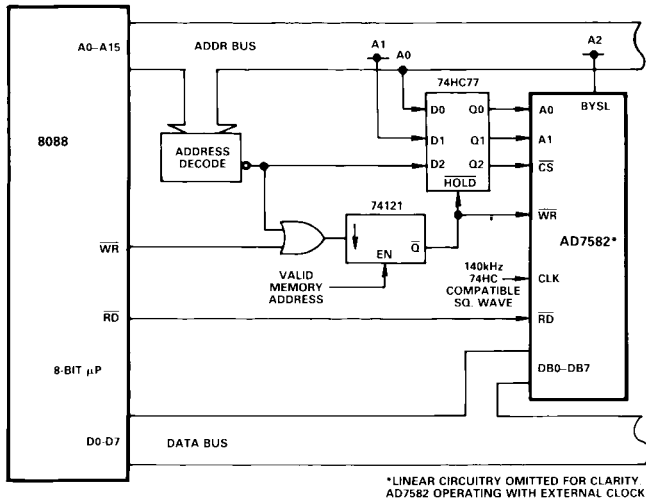 8088
A0–A15
ADDR BUS
A1
A0
A2
74HC77
D0
Q0
D1
Q1
D2
Q2
HOLD
A0
BYSL
A1
CS
WR
AD7582*
CLK
RD
DB0–DB7
ADDRESS
DECODE
74121
Q
EN
WR
VALID
MEMORY
ADDRESS
140kHz
74HC
COMPATIBLE
SQ. WAVE
RD
8-BIT μP
D0-D7
DATA BUS
*LINEAR CIRCUITRY OMITTED FOR CLARITY.
AD7582 OPERATING WITH EXTERNAL CLOCK